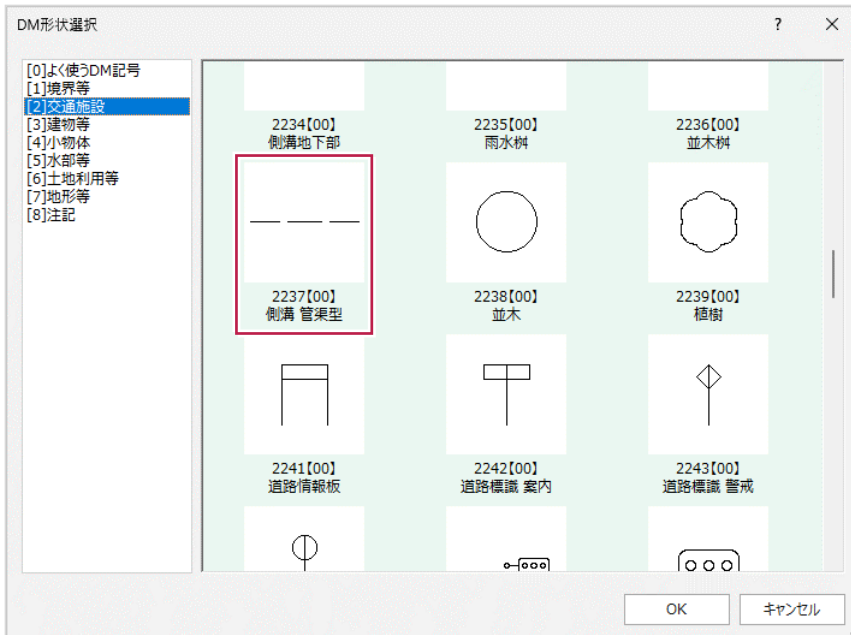 DM形状選択
?
[0]よく使うDM記号
[1]境界等
[2]交通施設
[3]建物等
[4]小物体
[5]水部等
[6]土地利用等
[7]地形等
[8]注記
2234【00】
側溝地下部
2235【00】
雨水桝
2236【00】
並木桝
2237【00】
側溝 管渠型
2238【00】
並木
2239【00】
植樹
2241【00】
道路情報板
2242【00】
道路標識 案内
2243【00】
道路標識 警戒
OK
キャンセル